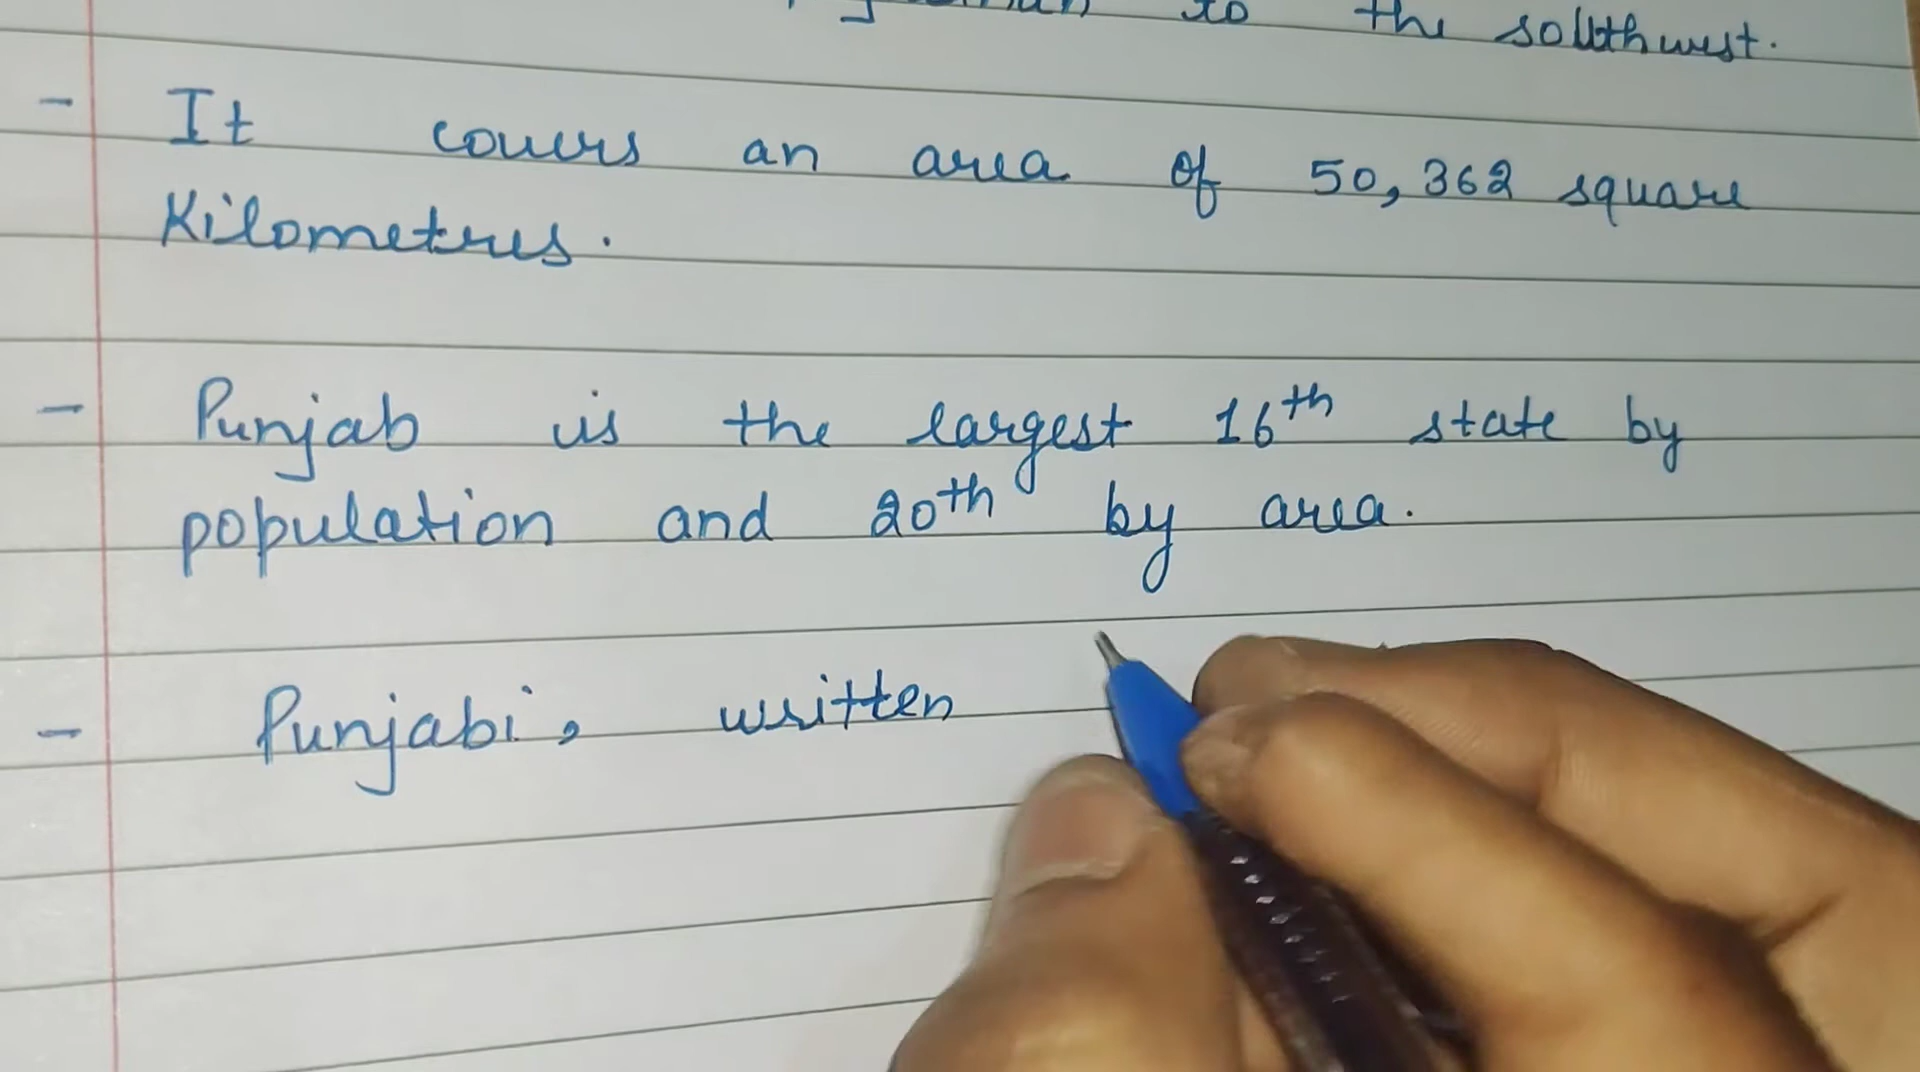 to the southwest.
- It covers an area of 50,362 square
Kilometres.
- Punjab is the largest 16th state by
population and 20th by area.
- Punjabi, written